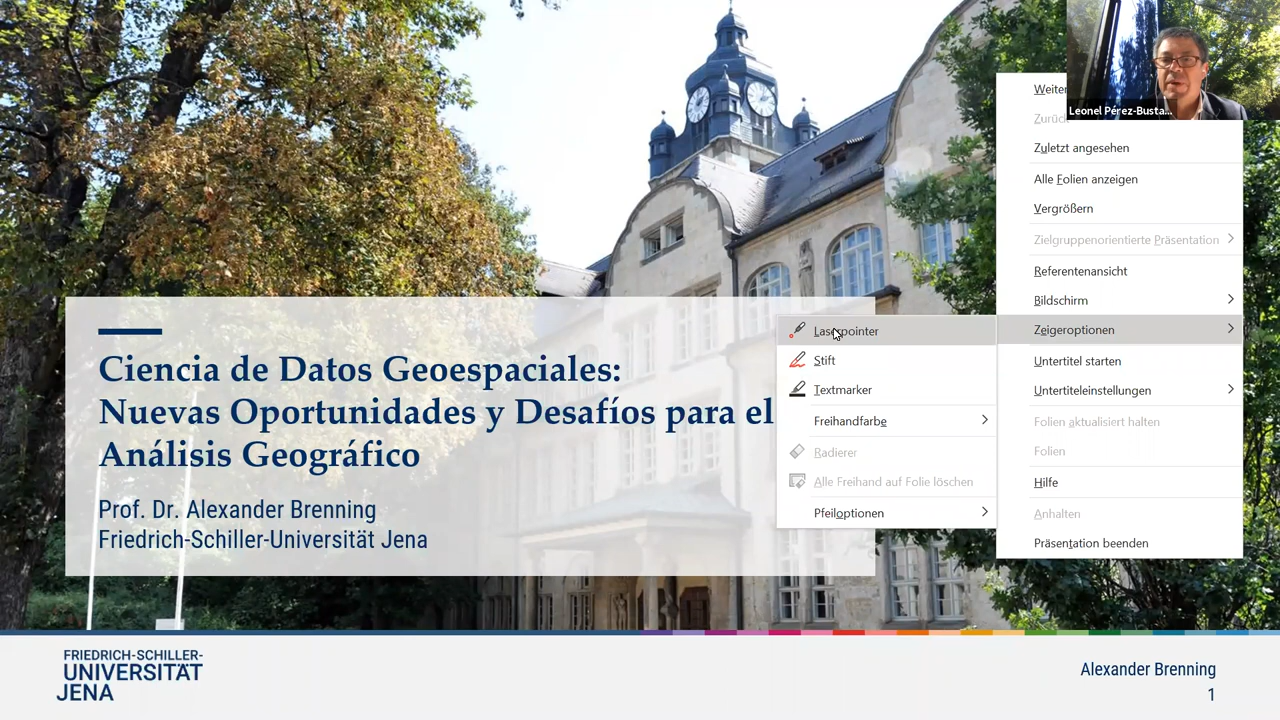 Ciencia de Datos Geoespaciales:
Nuevas Oportunidades y Desafíos para el
Análisis Geográfico
Prof. Dr. Alexander Brenning
Friedrich-Schiller-Universität Jena
Laserpointer
Stift
Textmarker
Freihandfarbe
Radierer
Alle Freihand auf Folie löschen
Pfeiloptionen
Leonel Pérez-Busta...
Zuletzt angesehen
Alle Folien anzeigen
Vergrößern
Zielgruppenorientierte Präsentation
Referentenansicht
Bildschirm
Zeigeroptionen
Untertitel starten
Untertiteleinstellungen
Folien aktualisiert halten
Folien
Hilfe
Anhalten
Präsentation beenden
FRIEDRICH-SCHILLER-
UNIVERSITÄT
JENA
Alexander Brenning
1